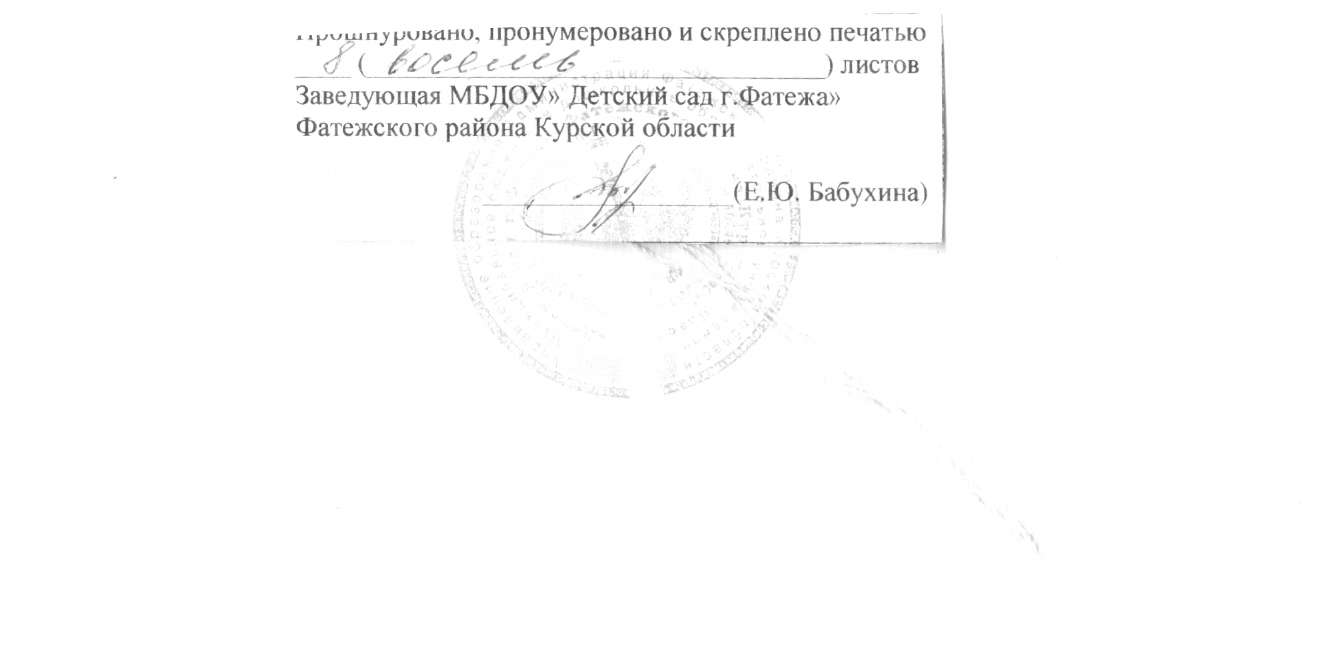 Прошнуровано, пронумеровано и скреплено печатью
8 ( восемь ) листов
Заведующая МБДОУ» Детский сад г.Фатежа»
Фатежского района Курской области
(Е.Ю. Бабухина)